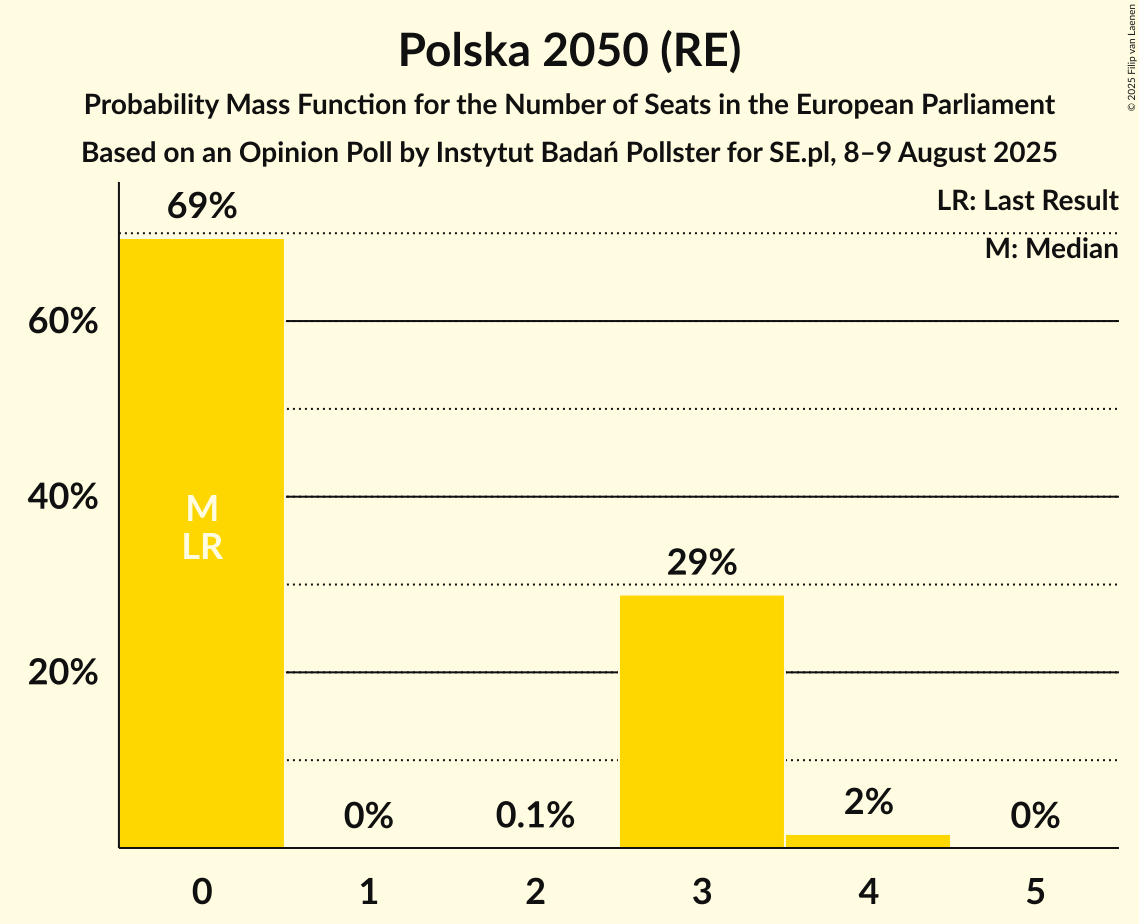 Polska 2050 (RE)
Probability Mass Function for the Number of Seats in the European Parliament
Based on an Opinion Poll by Instytut Badań Pollster for SE.pl, 8–9 August 2025
© 2025 Filip van Laenen
LR: Last Result
M: Median
69%
60%
40%
20%
M
LR
0%
0.1%
29%
2%
0%
0
1
2
3
4
5